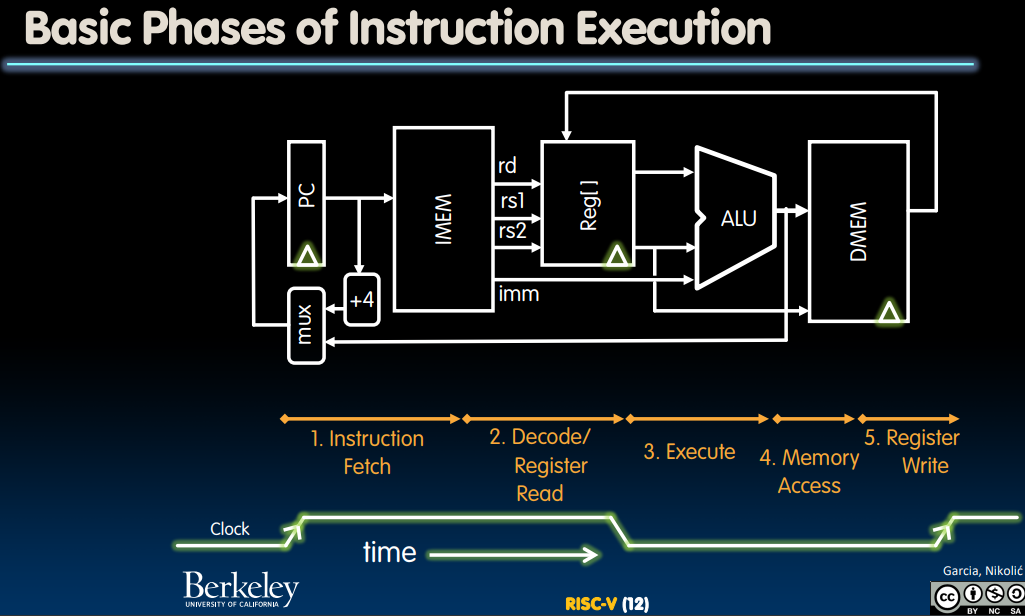 Basic Phases of Instruction Execution
PC
+4
mux
IMEM
rd
rs1
rs2
imm
Reg[ ]
ALU
DMEM
1. Instruction
Fetch
2. Decode/
Register
Read
3. Execute
4. Memory
Access
5. Register
Write
Clock
time
Berkeley
UNIVERSITY OF CALIFORNIA
RISC-V (12)
Garcia, Nikolić
cc
BY NC SA